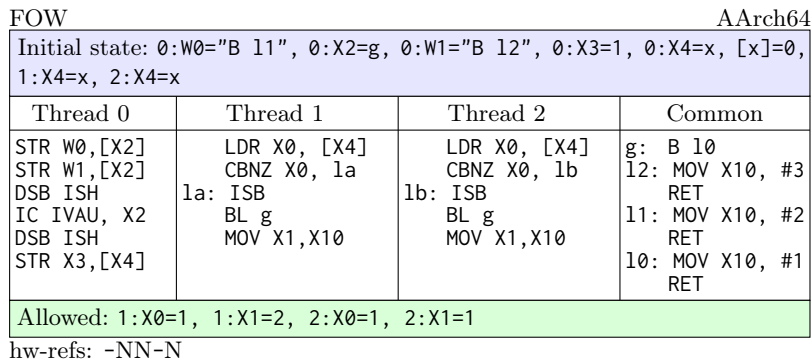 FOW AArch64
Initial state: 0:W0="B l1", 0:X2=g, 0:W1="B l2", 0:X3=1, 0:X4=x, [x]=0,
1:X4=x, 2:X4=x
Thread 0 Thread 1 Thread 2 Common
STR W0,[X2] LDR X0, [X4] LDR X0, [X4] g: B l0
STR W1,[X2] CBNZ X0, la CBNZ X0, lb l2: MOV X10, #3
DSB ISH la: ISB lb: ISB RET
IC IVAU, X2 BL g BL g l1: MOV X10, #2
DSB ISH MOV X1,X10 MOV X1,X10 RET
STR X3,[X4] l0: MOV X10, #1
RET
Allowed: 1:X0=1, 1:X1=2, 2:X0=1, 2:X1=1
hw-refs: -NN-N